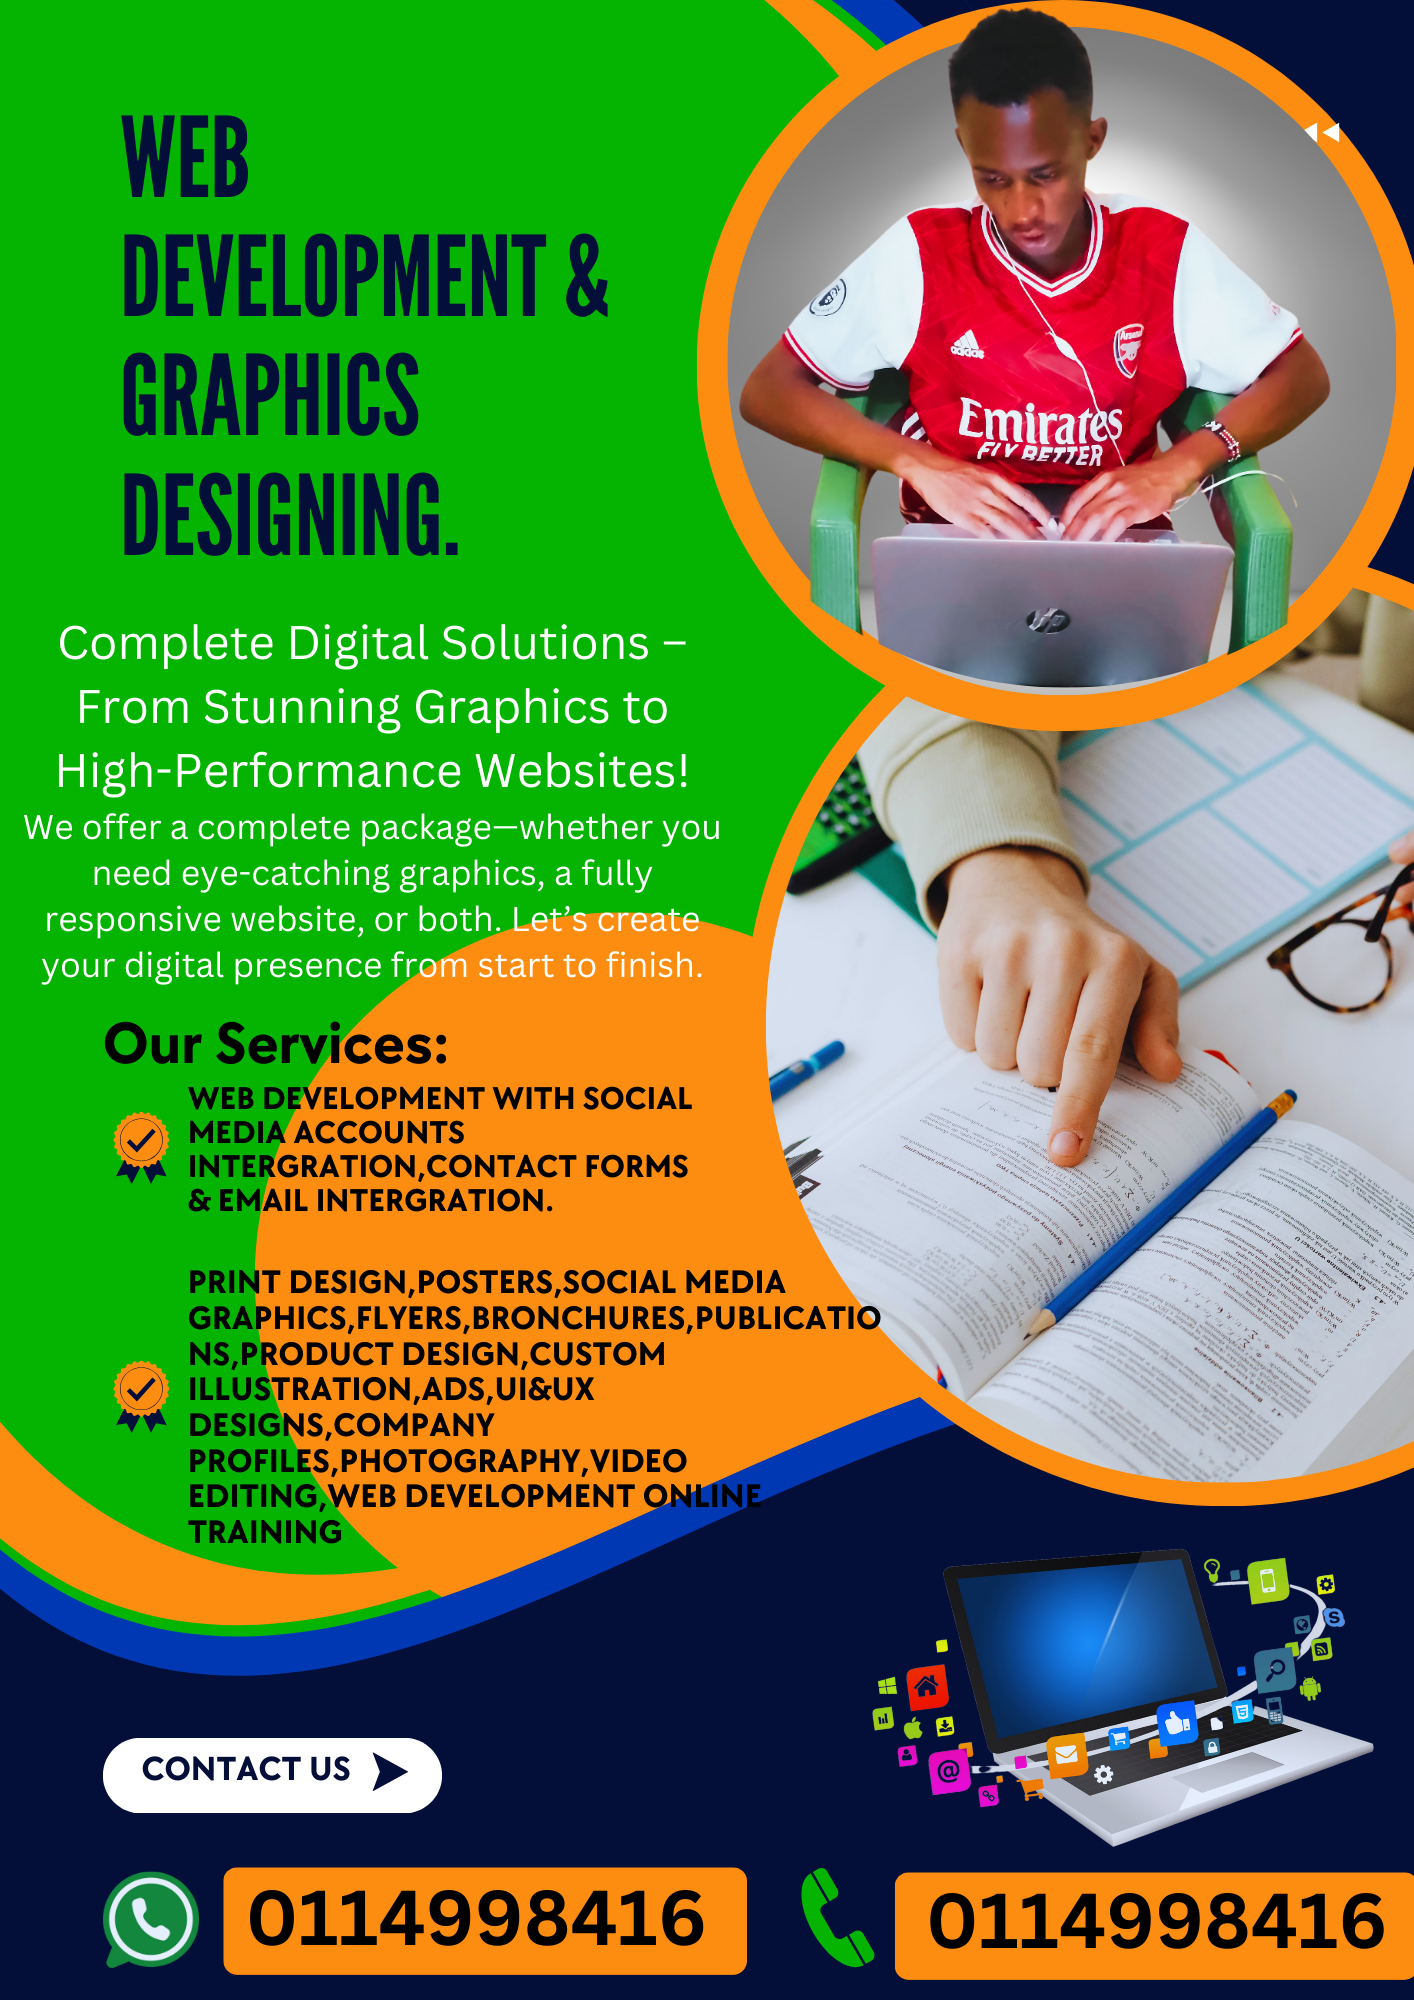 WEB
DEVELOPMENT &
GRAPHICS
DESIGNING.
Complete Digital Solutions –
From Stunning Graphics to
High-Performance Websites!
We offer a complete package—whether you
need eye-catching graphics, a fully
responsive website, or both. Let's create
your digital presence from start to finish.
Our Services:
WEB DEVELOPMENT WITH SOCIAL
MEDIA ACCOUNTS
INTERGRATION,CONTACT FORMS
& EMAIL INTERGRATION.
PRINT DESIGN,POSTERS,SOCIAL MEDIA
GRAPHICS,FLYERS,BRONCHURES,PUBLICATIO
NS,PRODUCT DESIGN,CUSTOM
ILLUSTRATION,ADS,UI&UX
DESIGNS,COMPANY
PROFILES,PHOTOGRAPHY,VIDEO
EDITING,WEB DEVELOPMENT ONLINE
TRAINING
adidas
Arsenal
Emirates
FLY BETTER
hp
CONTACT US
0114998416
0114998416